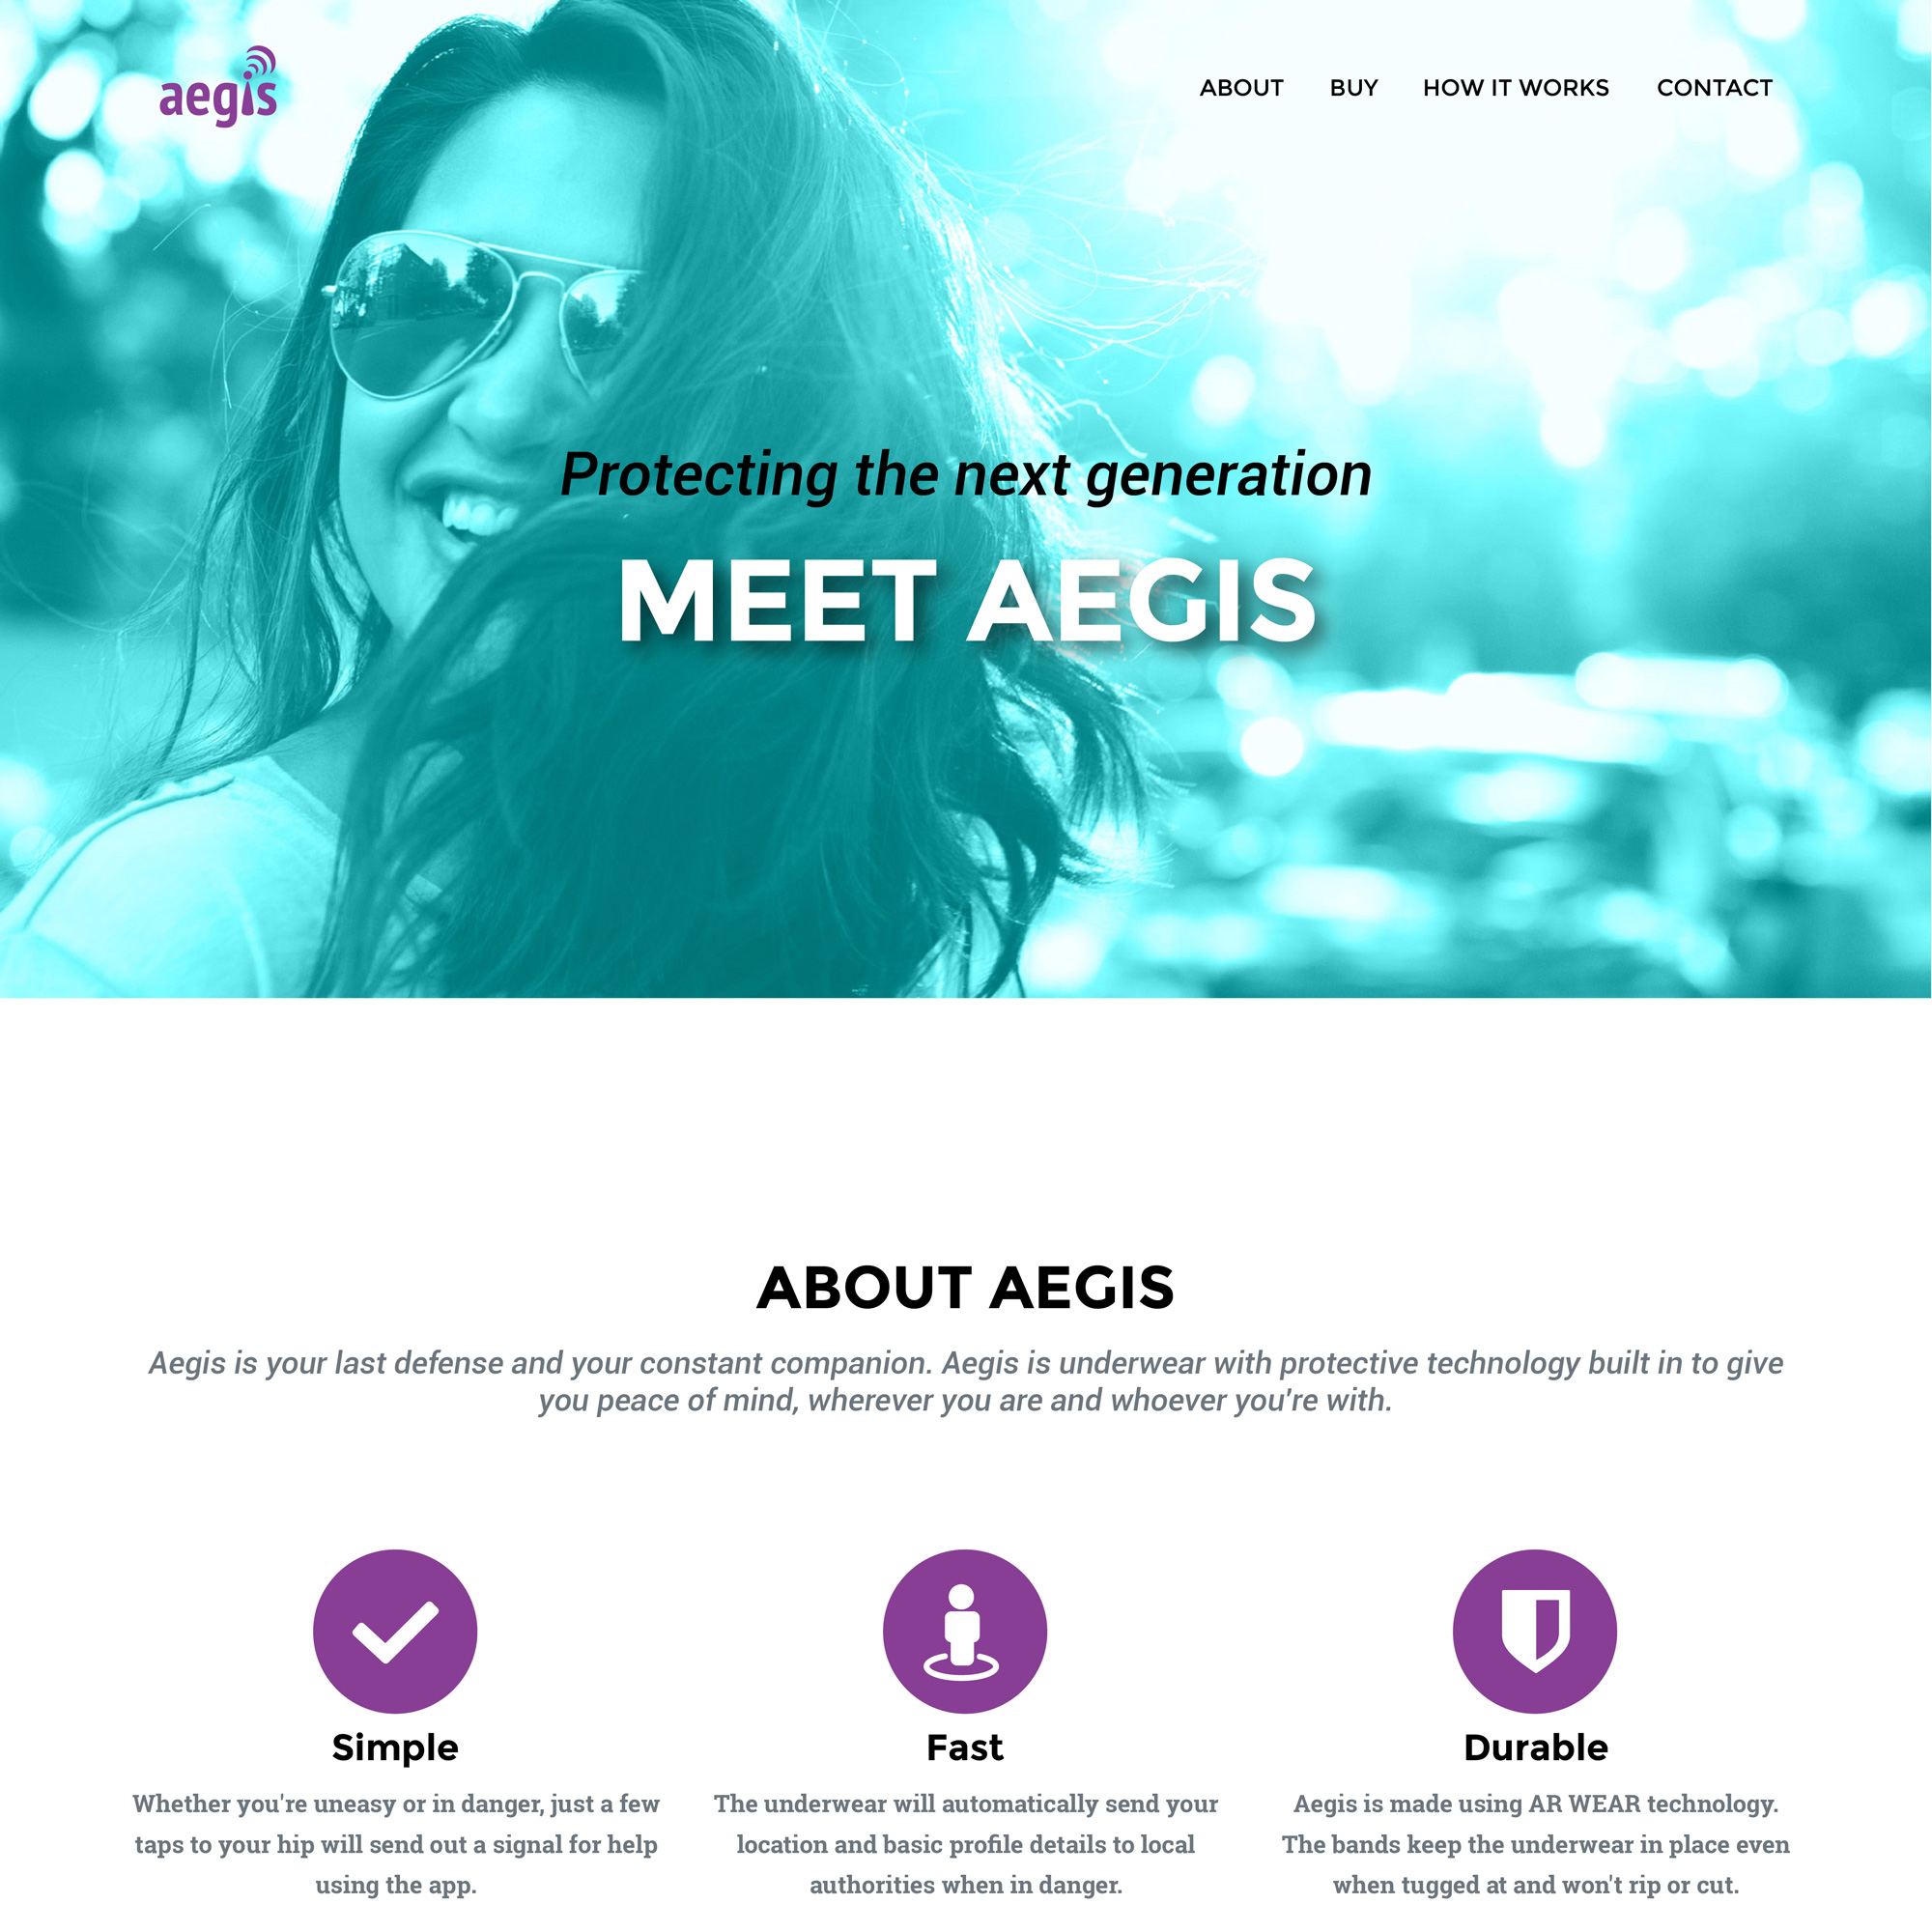 aegis
ABOUT BUY HOW IT WORKS CONTACT
Protecting the next generation
MEET AEGIS
ABOUT AEGIS
Aegis is your last defense and your constant companion. Aegis is underwear with protective technology built in to give
you peace of mind, wherever you are and whoever you're with.
Simple
Whether you're uneasy or in danger, just a few
taps to your hip will send out a signal for help
using the app.
Fast
The underwear will automatically send your
location and basic profile details to local
authorities when in danger.
Durable
Aegis is made using AR WEAR technology.
The bands keep the underwear in place even
when tugged at and won't rip or cut.